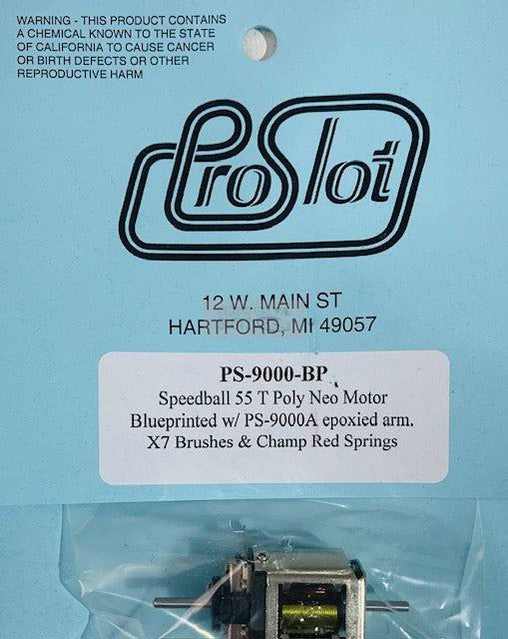 WARNING - THIS PRODUCT CONTAINS
A CHEMICAL KNOWN TO THE STATE
OF CALIFORNIA TO CAUSE CANCER
OR BIRTH DEFECTS OR OTHER
REPRODUCTIVE HARM
ProSlot
12 W. MAIN ST
HARTFORD, MI 49057
PS-9000-BP
Speedball 55 T Poly Neo Motor
Blueprinted w/ PS-9000A epoxied arm.
X7 Brushes & Champ Red Springs